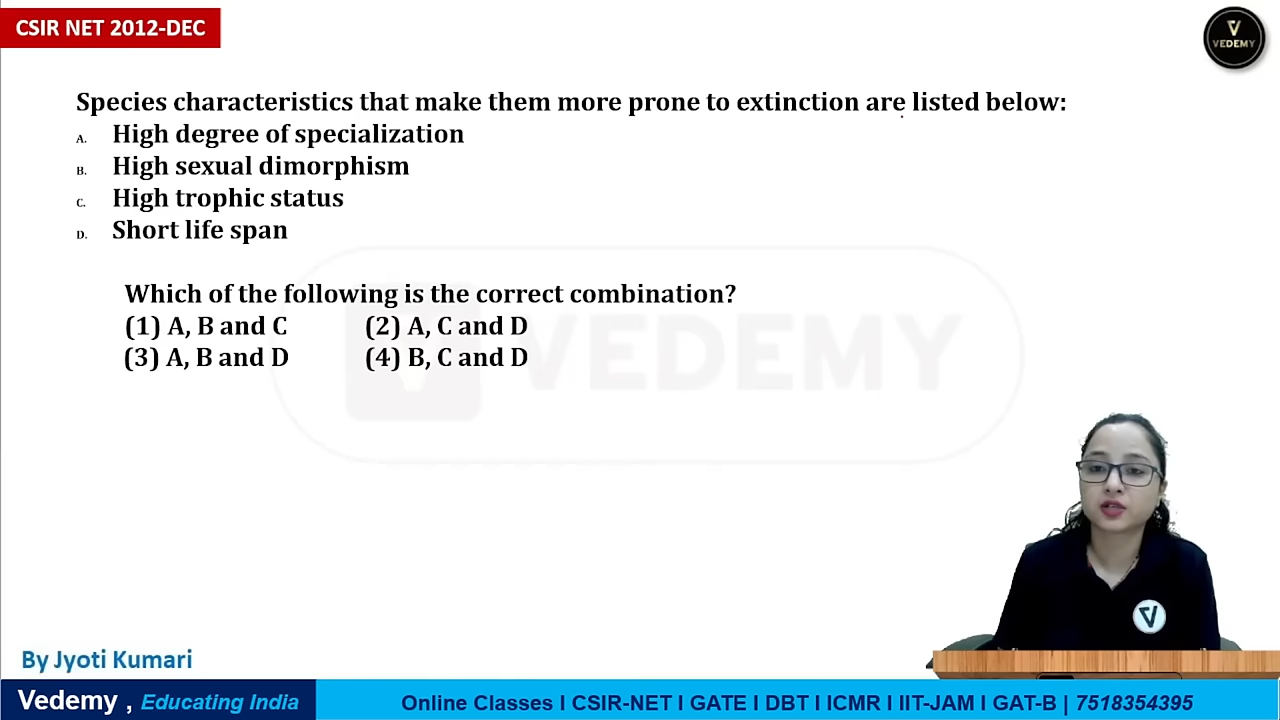 CSIR NET 2012-DEC
VEDEMY
Species characteristics that make them more prone to extinction are listed below:
A. High degree of specialization
B. High sexual dimorphism
C. High trophic status
D. Short life span
Which of the following is the correct combination?
(1) A, B and C (2) A, C and D
(3) A, B and D (4) B, C and D
VEDEMY
By Jyoti Kumari
Vedemy , Educating India
Online Classes I CSIR-NET I GATE I DBT I ICMR I IIT-JAM I GAT-B | 7518354395